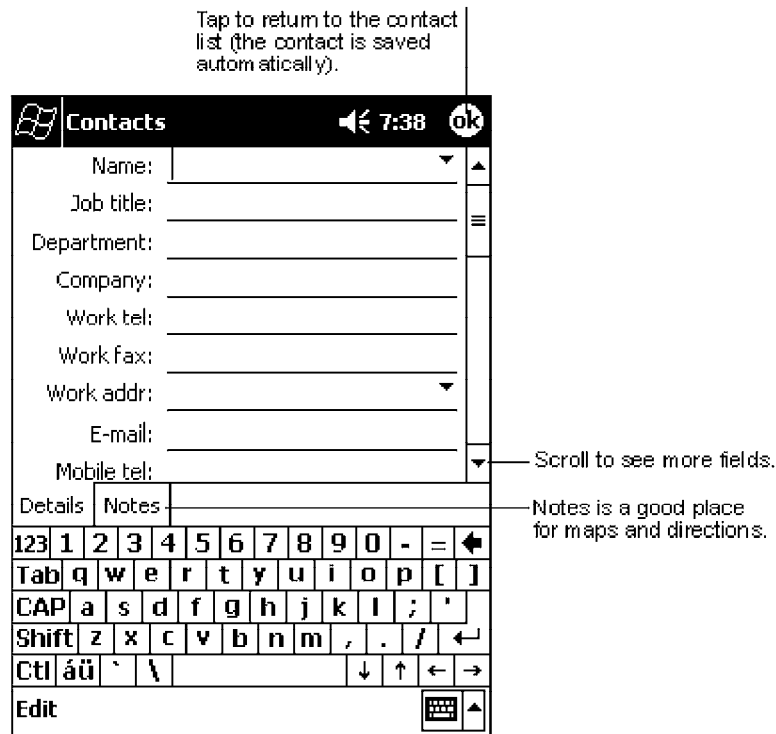 Tap to return to the contact
list (the contact is saved
automatically).
Contacts 7:38 ok
Name:
Job title:
Department:
Company:
Work tel:
Work fax:
Work addr:
E-mail:
Mobile tel:
Scroll to see more fields.
Details Notes
Notes is a good place
for maps and directions.
123 1 2 3 4 5 6 7 8 9 0 - =
Tab q w e r t y u i o p [ ]
CAP a s d f g h j k l ; '
Shift z x c v b n m , . /
Ctl áü ` \ ↓ ↑ ← →
Edit